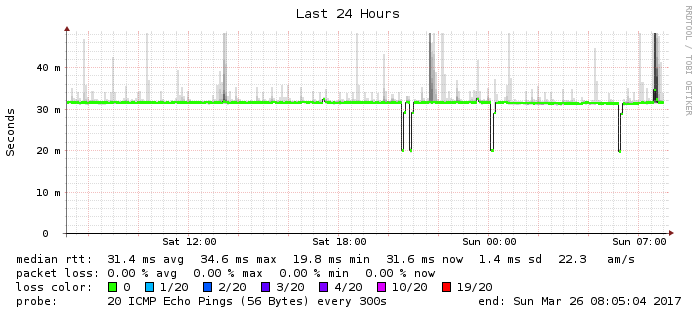 Last 24 Hours
RRDTOOL / TOBI OETIKER
Seconds
40 m
30 m
20 m
10 m
0
Sat 12:00 Sat 18:00 Sun 00:00 Sun 07:00
median rtt: 31.4 ms avg 34.6 ms max 19.8 ms min 31.6 ms now 1.4 ms sd 22.3 am/s
packet loss: 0.00 % avg 0.00 % max 0.00 % min 0.00 % now
loss color: 0 1/20 2/20 3/20 4/20 10/20 19/20
probe: 20 ICMP Echo Pings (56 Bytes) every 300s end: Sun Mar 26 08:05:04 2017